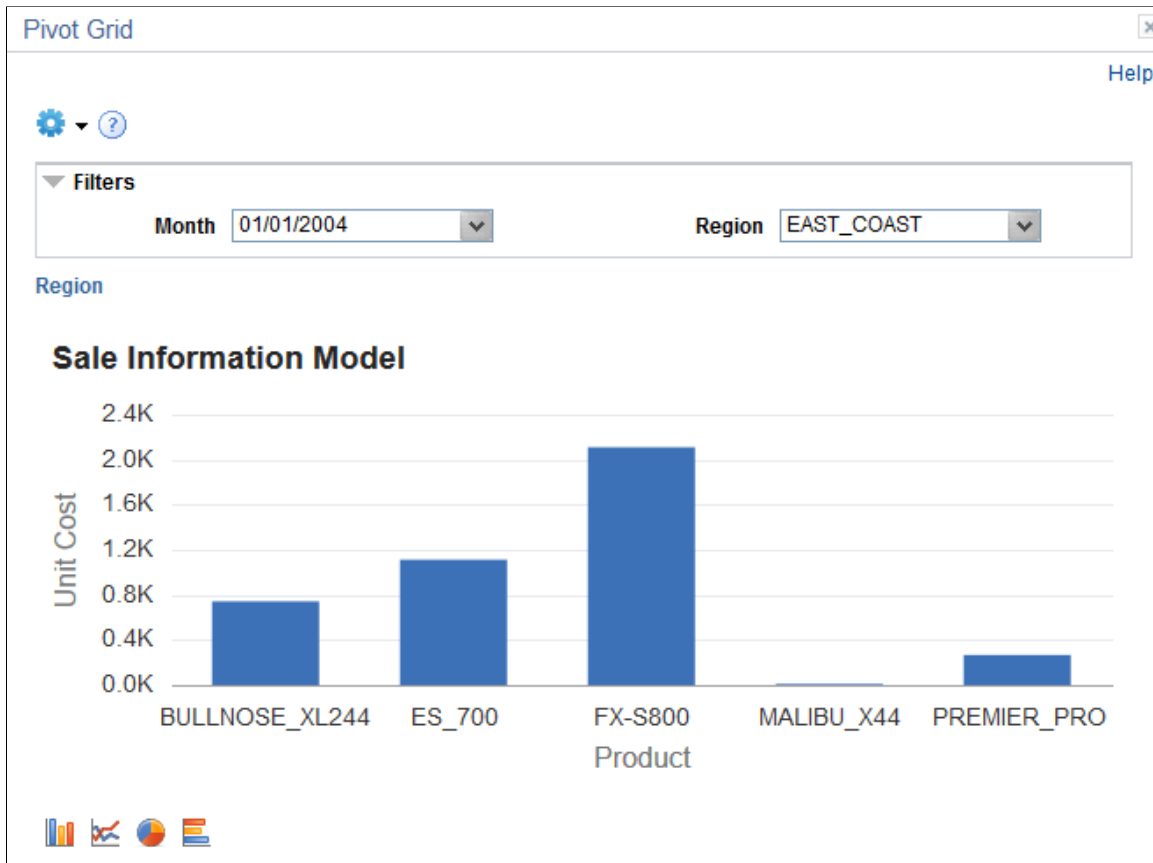 Pivot Grid
Help
Filters
Month 01/01/2004 Region EAST_COAST
Region
Sale Information Model
2.4K
2.0K
1.6K
1.2K
0.8K
0.4K
0.0K
Unit Cost
BULLNOSE_XL244 ES_700 FX-S800 MALIBU_X44 PREMIER_PRO
Product